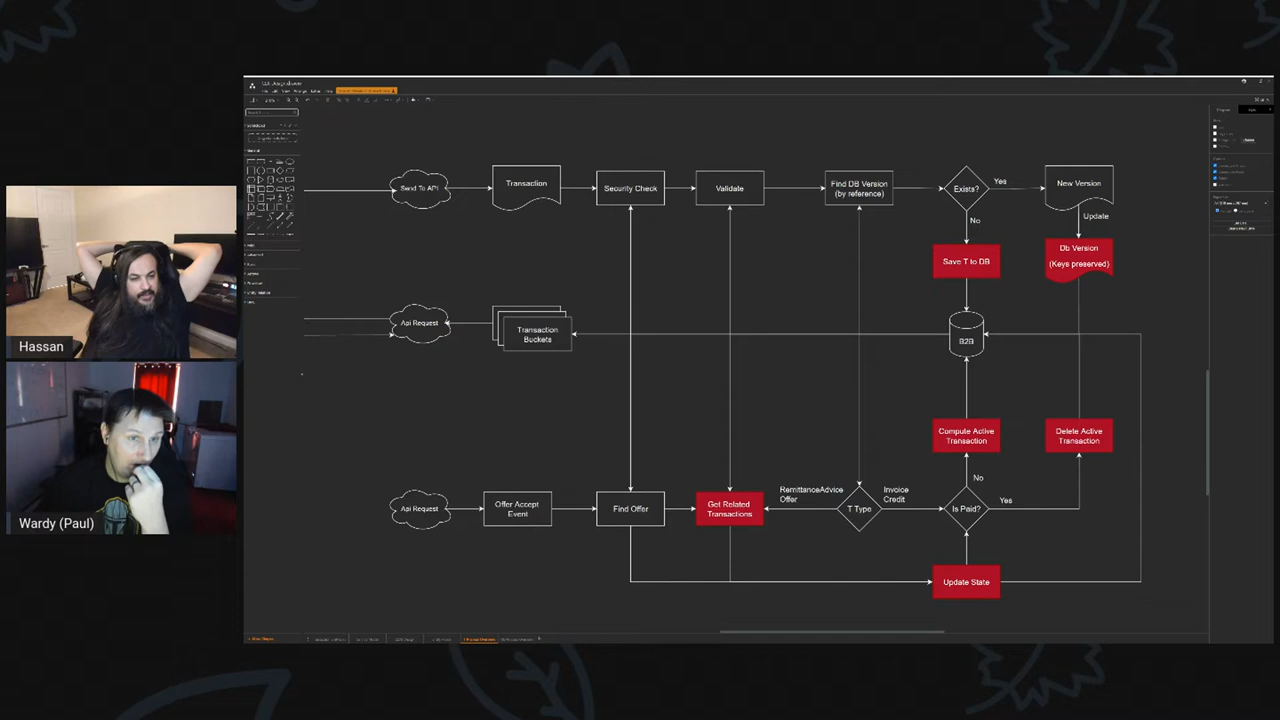 Send To API
Transaction
Security Check
Validate
Find DB Version
(by reference)
Exists?
Yes
New Version
No
Update
Save T to DB
Db Version
(Keys preserved)
Api Request
Transaction
Buckets
B2B
Hassan
Compute Active
Transaction
Delete Active
Transaction
No
Yes
Api Request
Offer Accept
Event
Find Offer
Get Related
Transactions
RemittanceAdvice
Offer
T Type
Invoice
Credit
Is Paid?
Wardy (Paul)
Update State